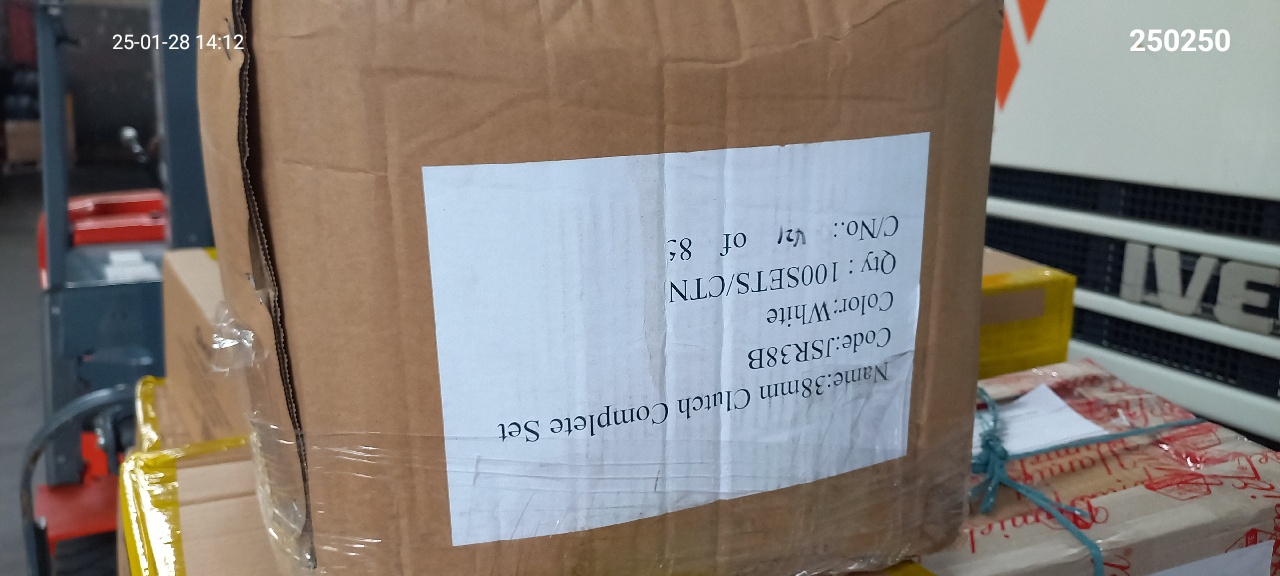 25-01-28 14:12
250250
Name:38mm Clutch Complete Set
Code:JSR38B
Color:White
Qty : 100SETS/CTN
C/No.: of 85